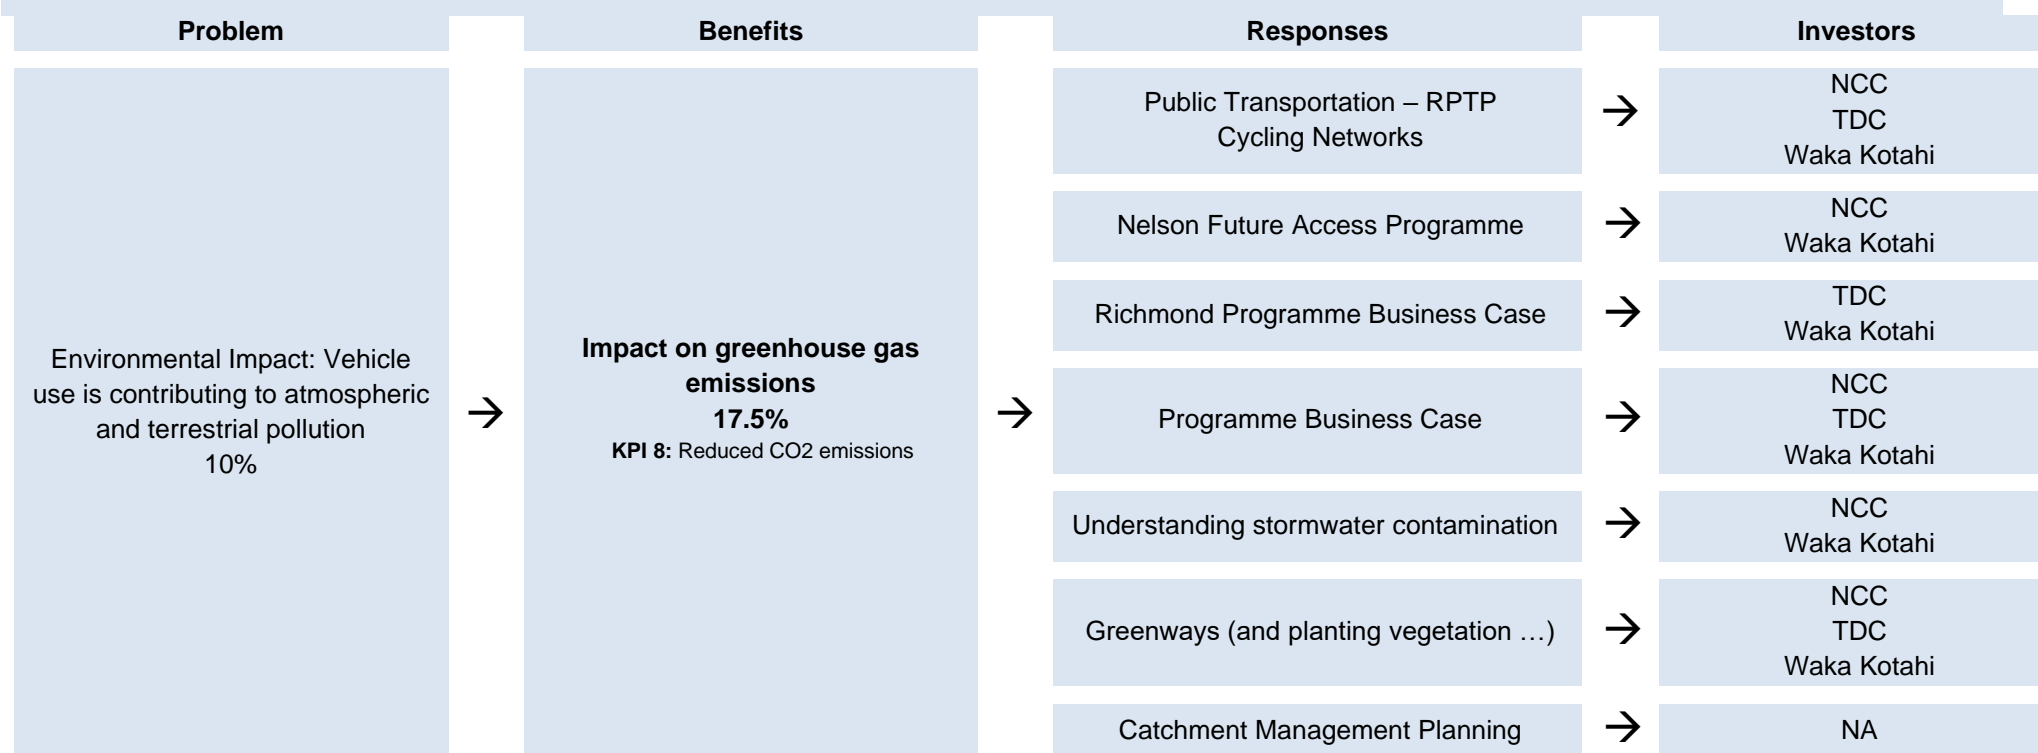 Problem
Benefits
Responses
Investors
Environmental Impact: Vehicle
use is contributing to atmospheric
and terrestrial pollution
10%
→
Impact on greenhouse gas
emissions
17.5%
KPI 8: Reduced CO2 emissions
→
Public Transportation – RPTP
Cycling Networks
→
NCC
TDC
Waka Kotahi
Nelson Future Access Programme
→
NCC
Waka Kotahi
Richmond Programme Business Case
→
TDC
Waka Kotahi
Programme Business Case
→
NCC
TDC
Waka Kotahi
Understanding stormwater contamination
→
NCC
Waka Kotahi
Greenways (and planting vegetation …)
→
NCC
TDC
Waka Kotahi
Catchment Management Planning
→
NA